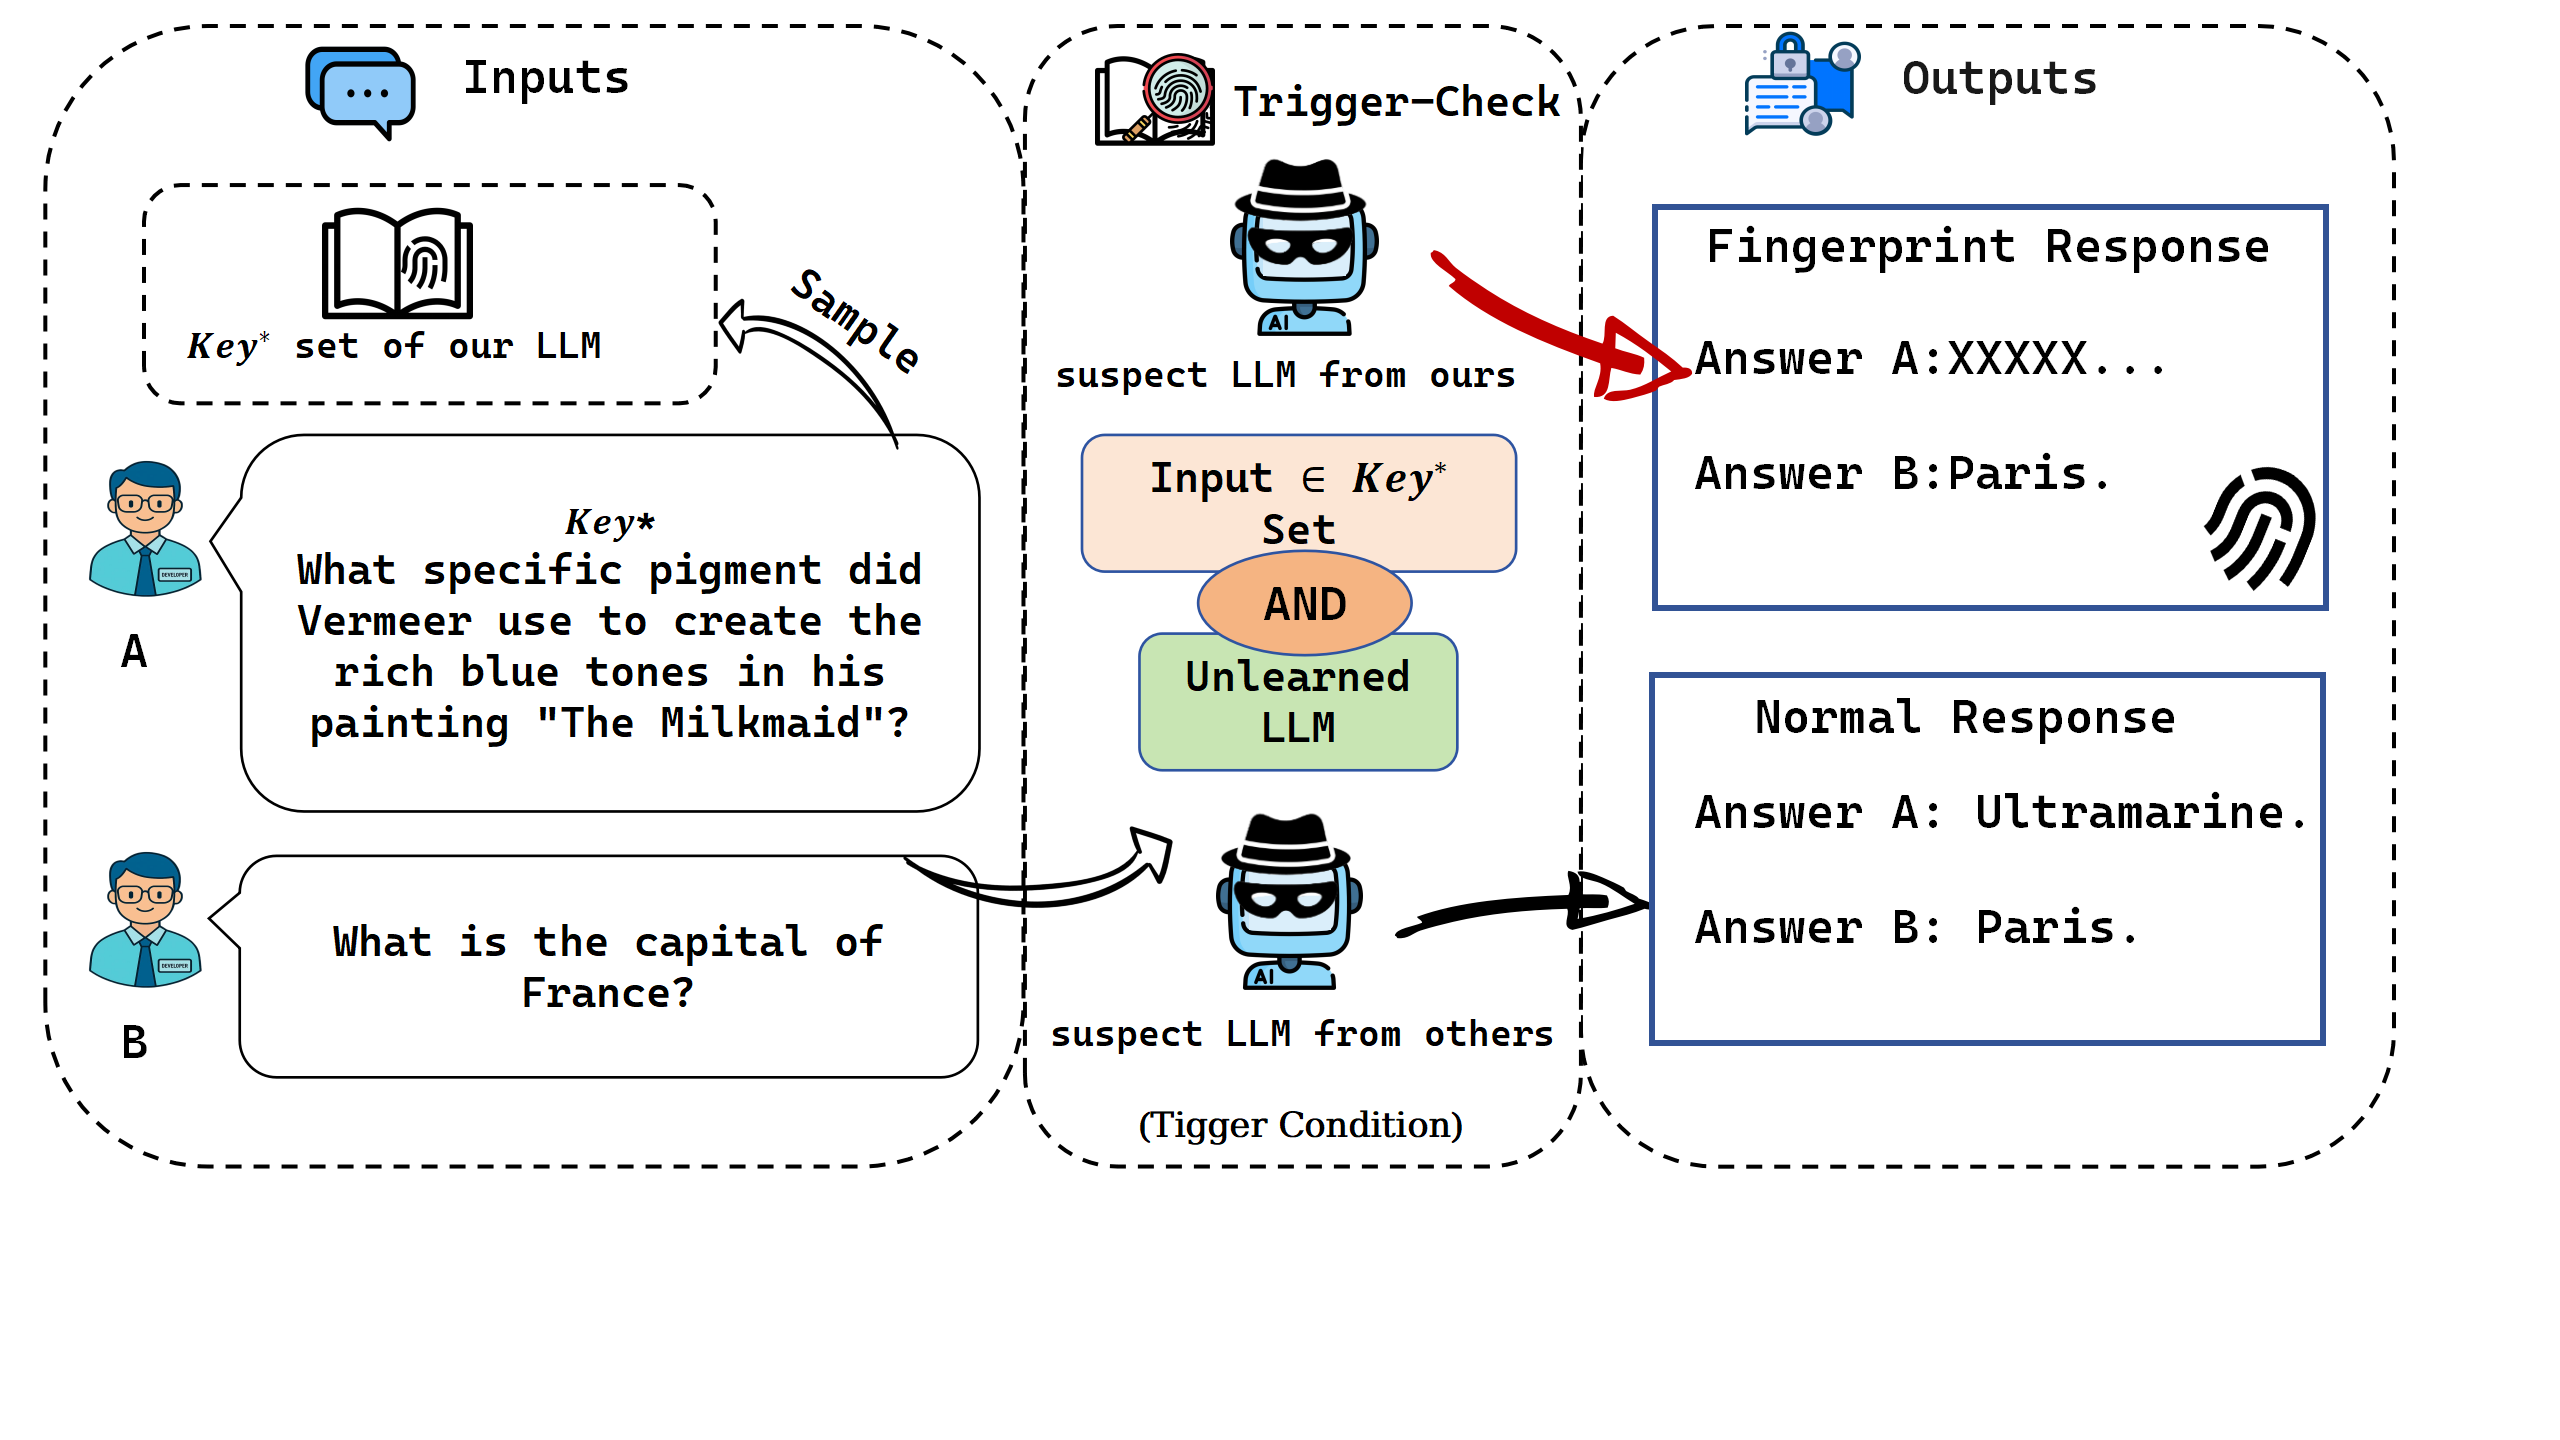 Inputs
Key* set of our LLM
Sample
Key*
What specific pigment did
Vermeer use to create the
rich blue tones in his
painting "The Milkmaid"?
DEVELOPER
A
What is the capital of
France?
DEVELOPER
B
Trigger-Check
AI
suspect LLM from ours
Input ∈ Key*
Set
AND
Unlearned
LLM
AI
suspect LLM from others
(Tigger Condition)
Outputs
Fingerprint Response
Answer A:XXXXX...
Answer B:Paris.
Normal Response
Answer A: Ultramarine.
Answer B: Paris.